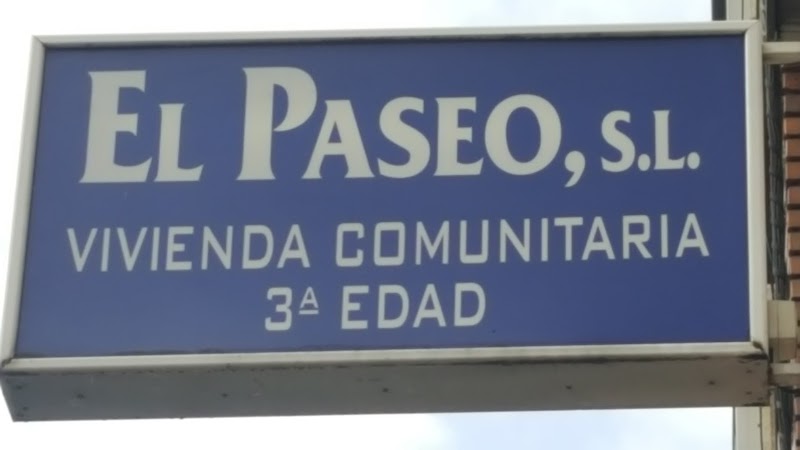 EL PASEO, S.L.
VIVIENDA COMUNITARIA
3ª EDAD